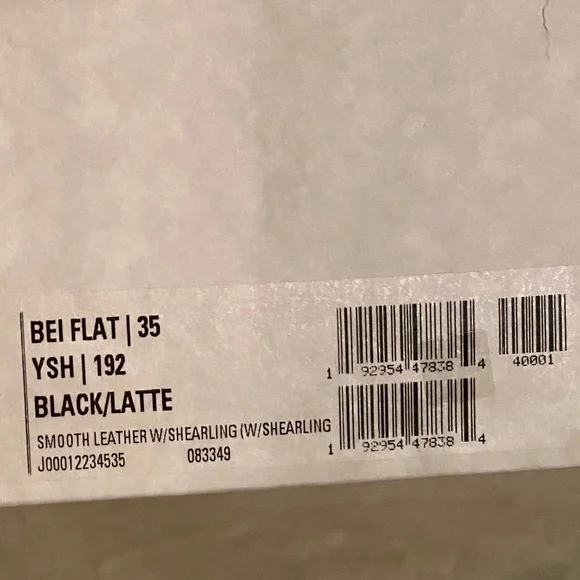 BEI FLAT | 35
YSH | 192
BLACK/LATTE
SMOOTH LEATHER W/SHEARLING (W/SHEARLING
J00012234535 083349
1 92954 47838 4
40001
1 92954 47838 4